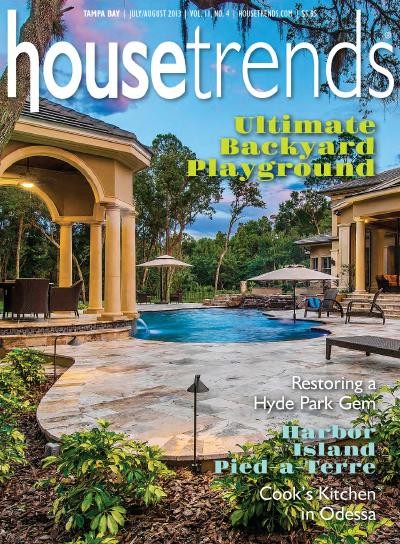 TAMPA BAY | JULY/AUGUST 2013 | VOL. 11, NO. 4 | HOUSETRENDS.COM | $5.95
housetrends®
Ultimate
Backyard
Playground
Restoring a
Hyde Park Gem
Harbor
Island
Pied-a-Terre
Cook's Kitchen
in Odessa